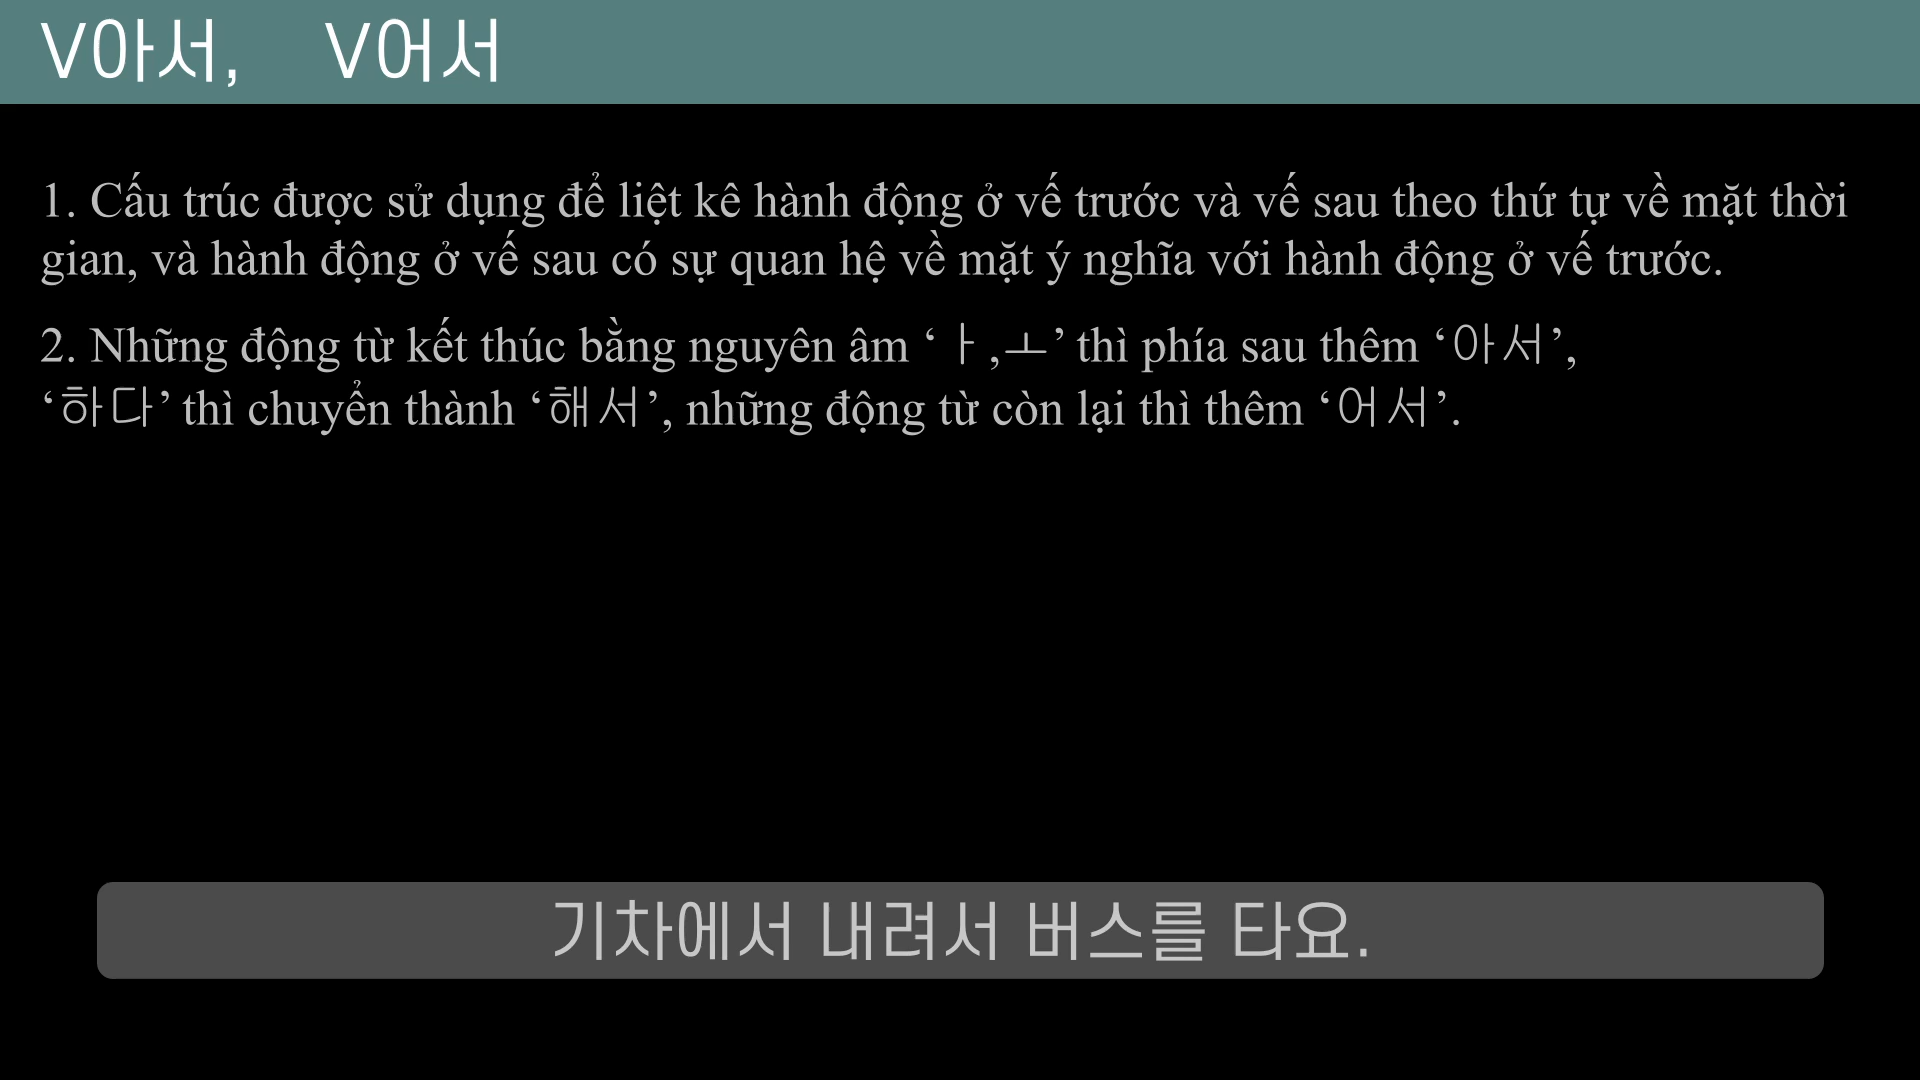 V아서, V어서
1. Cấu trúc được sử dụng để liệt kê hành động ở vế trước và vế sau theo thứ tự về mặt thời
gian, và hành động ở vế sau có sự quan hệ về mặt ý nghĩa với hành động ở vế trước.
2. Những động từ kết thúc bằng nguyên âm ‘ㅏ,ㅗ’ thì phía sau thêm ‘아서’,
‘하다’ thì chuyển thành ‘해서’, những động từ còn lại thì thêm ‘어서’.
기차에서 내려서 버스를 타요.